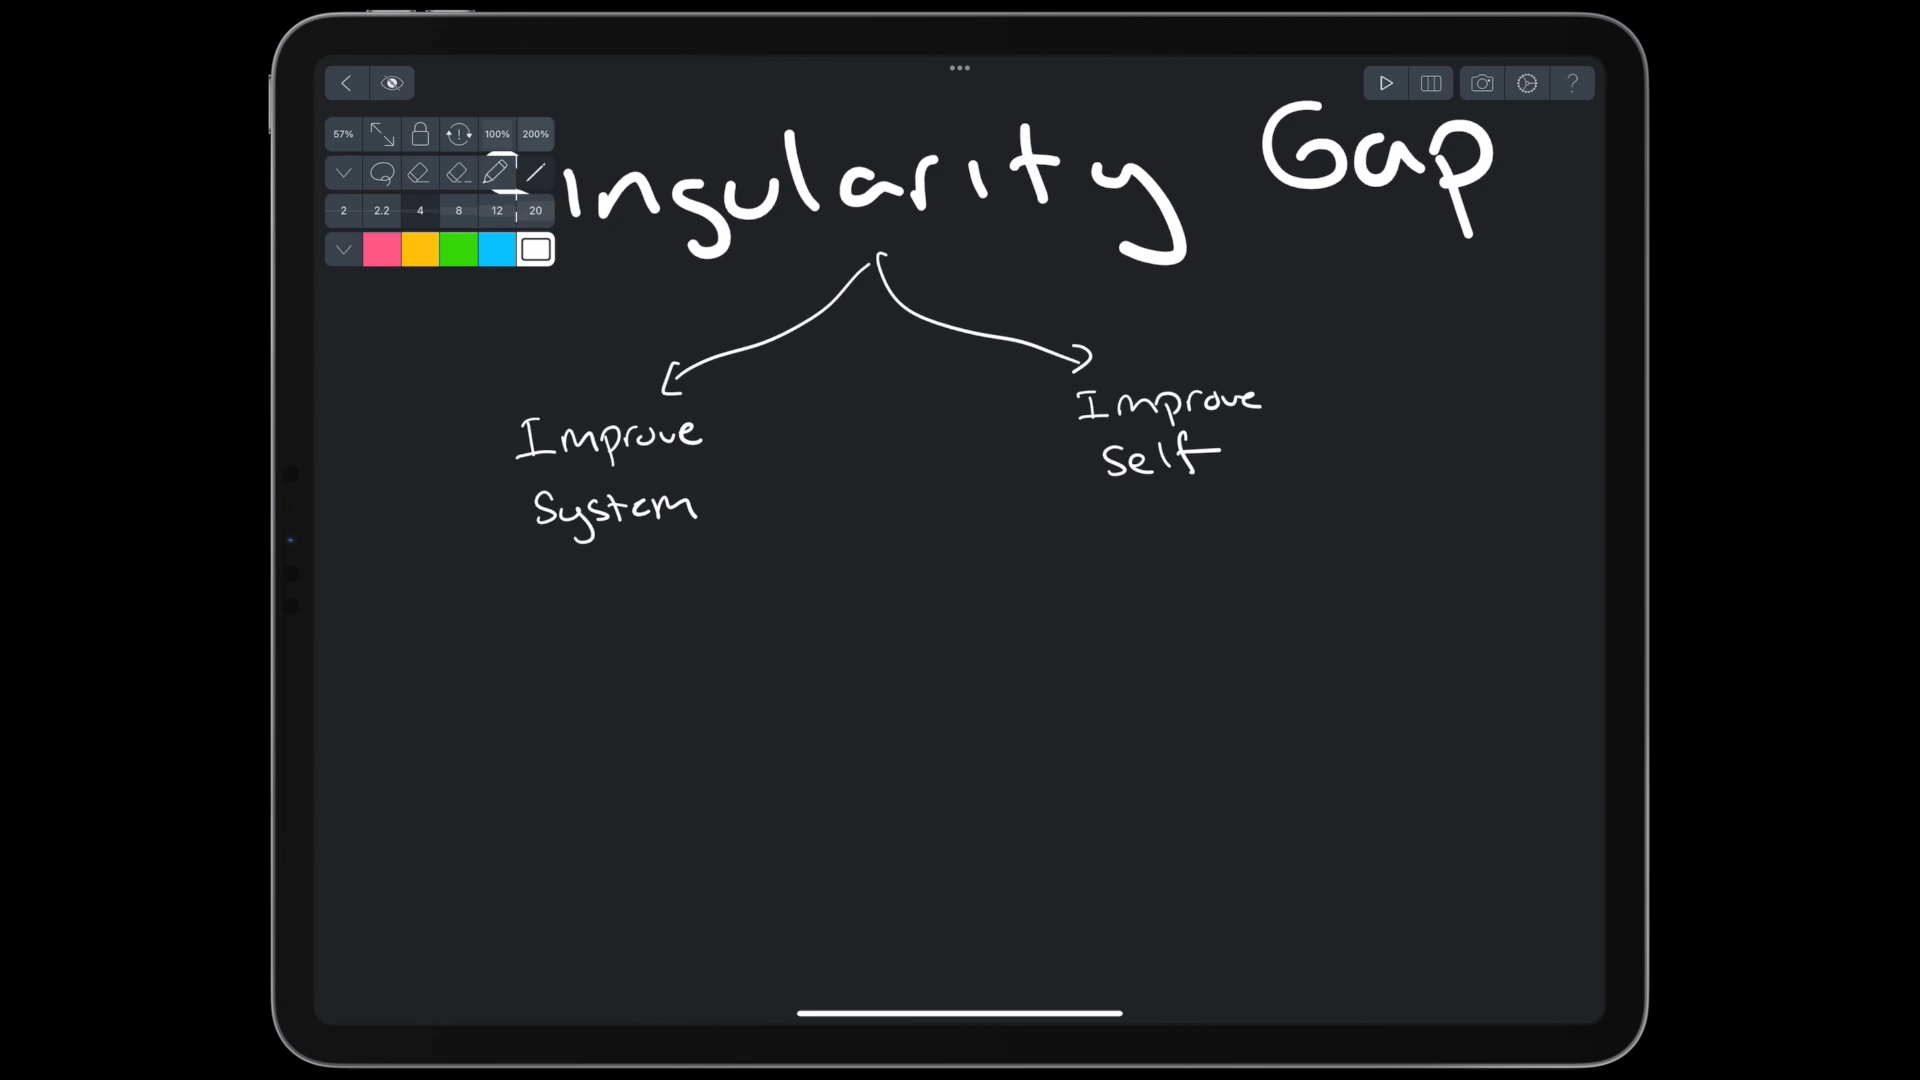 57% 100% 200%
2 2.2 4 8 12 20
ingularity Gap
Improve
System
Improve
Self
?